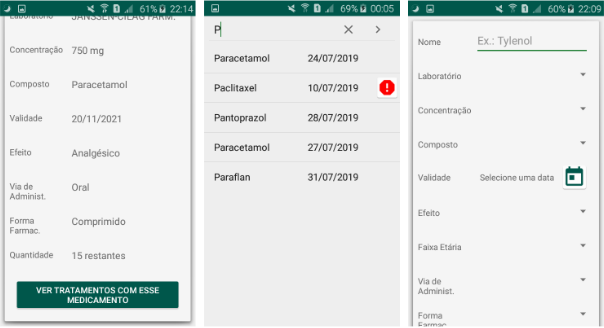 61% 22:14
Laboratório JANSSEN-CILAG FARM.
Concentração 750 mg
Composto Paracetamol
Validade 20/11/2021
Efeito Analgésico
Via de
Administ. Oral
Forma
Farmac. Comprimido
Quantidade 15 restantes
VER TRATAMENTOS COM ESSE
MEDICAMENTO
69% 00:05
P
Paracetamol 24/07/2019
Paclitaxel 10/07/2019
Pantoprazol 28/07/2019
Paracetamol 27/07/2019
Paraflan 31/07/2019
60% 22:09
Nome Ex.: Tylenol
Laboratório
Concentração
Composto
Validade Selecione uma data
Efeito
Faixa Etária
Via de
Administ.
Forma
Farmac.